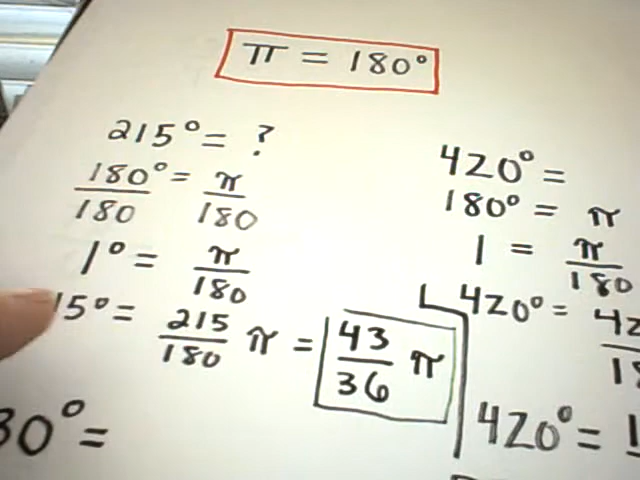 π = 180°
215° = ?
180° = π
180 180
1° = π
180
15° = 215 π = 43 π
180 36
30° =
420° =
180° = π
1 = π
180
420° =
420° =